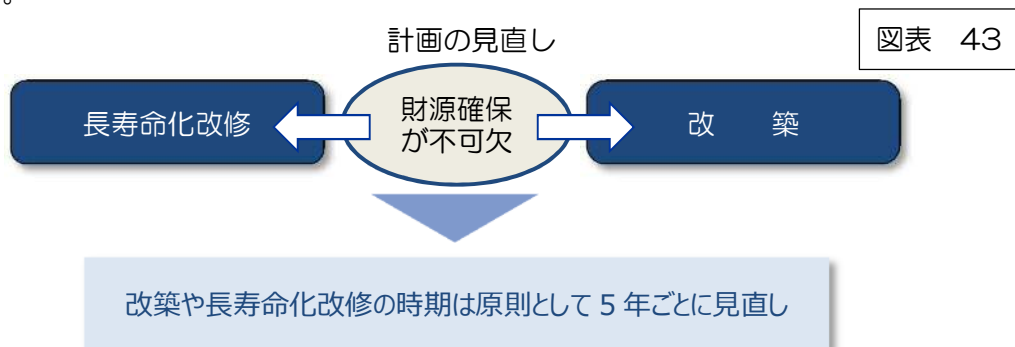 。
計画の見直し
図表 43
長寿命化改修
財源確保
が不可欠
改 築
改築や長寿命化改修の時期は原則として 5 年ごとに見直し